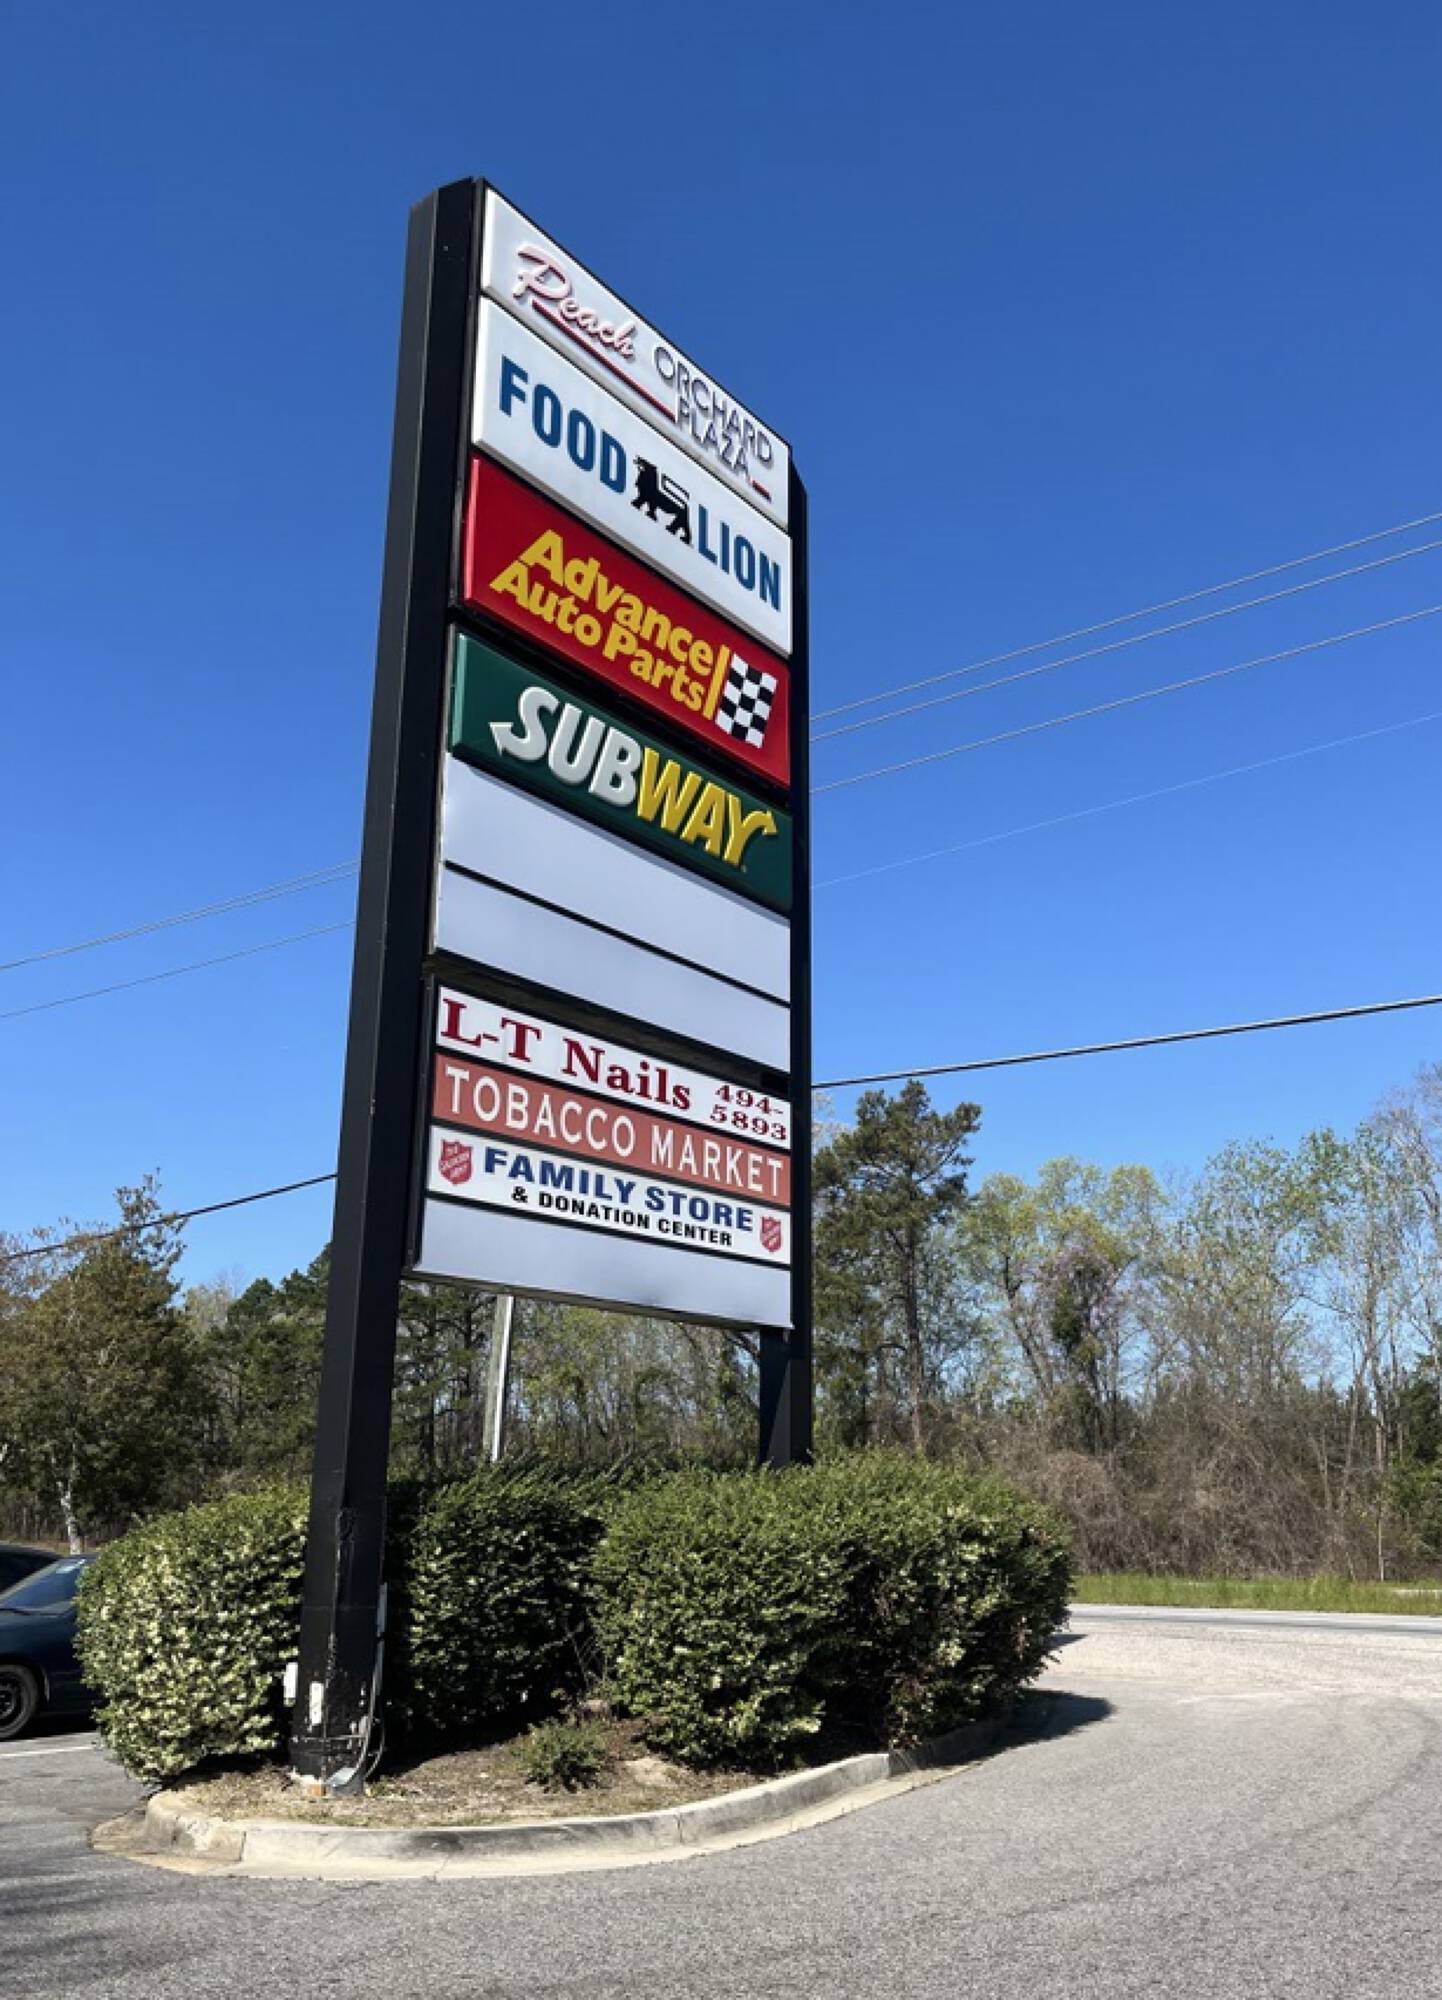 Peach ORCHARD
PLAZA
FOOD LION
Advance
Auto Parts
SUBWAY
L-T Nails 494-
5893
TOBACCO MARKET
FAMILY STORE
& DONATION CENTER